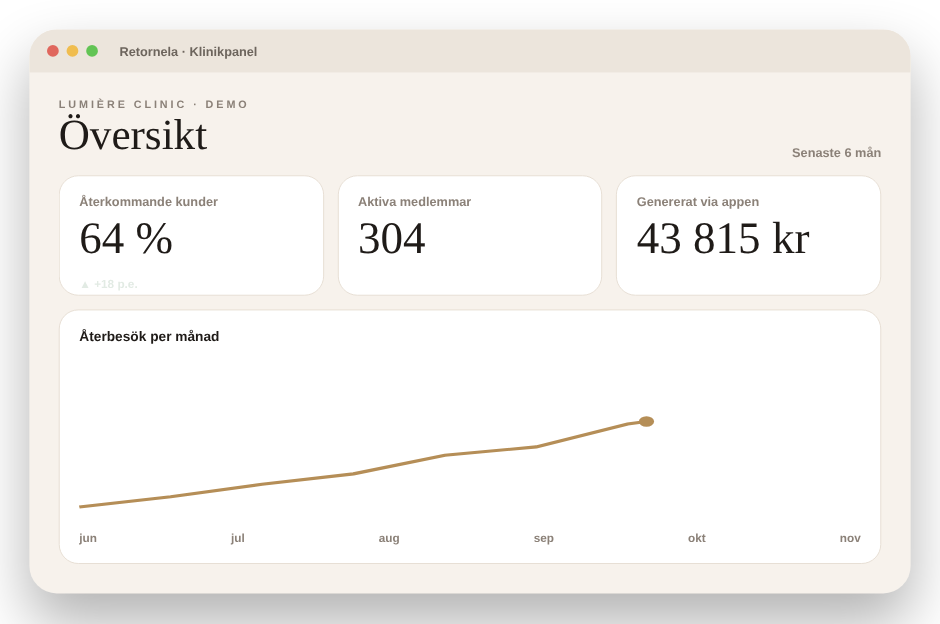 Retornela · Klinikpanel
LUMIÈRE CLINIC · DEMO
Översikt
Senaste 6 mån
Återkommande kunder
64 %
▲ +18 p.e.
Aktiva medlemmar
304
Genererat via appen
43 815 kr
Återbesök per månad
jun jul aug sep okt nov